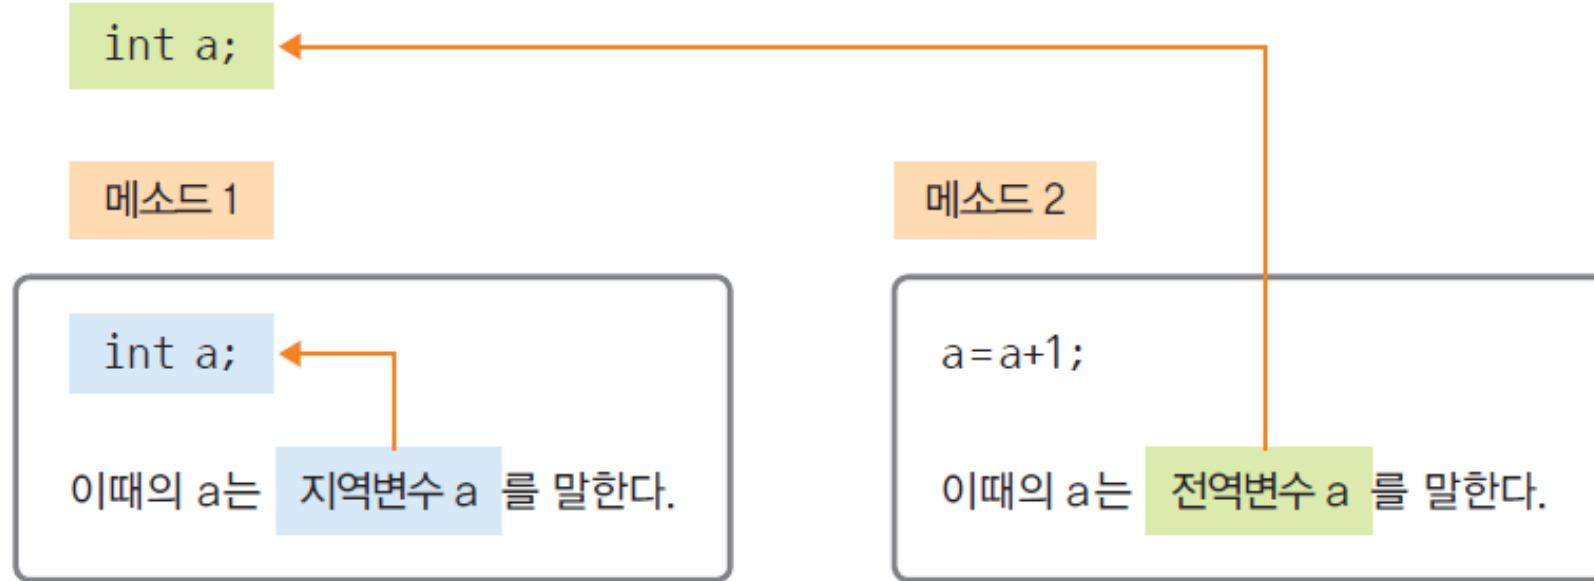 int a;
메소드 1
메소드 2
int a;
이때의 a는 지역변수 a 를 말한다.
a=a+1;
이때의 a는 전역변수 a 를 말한다.